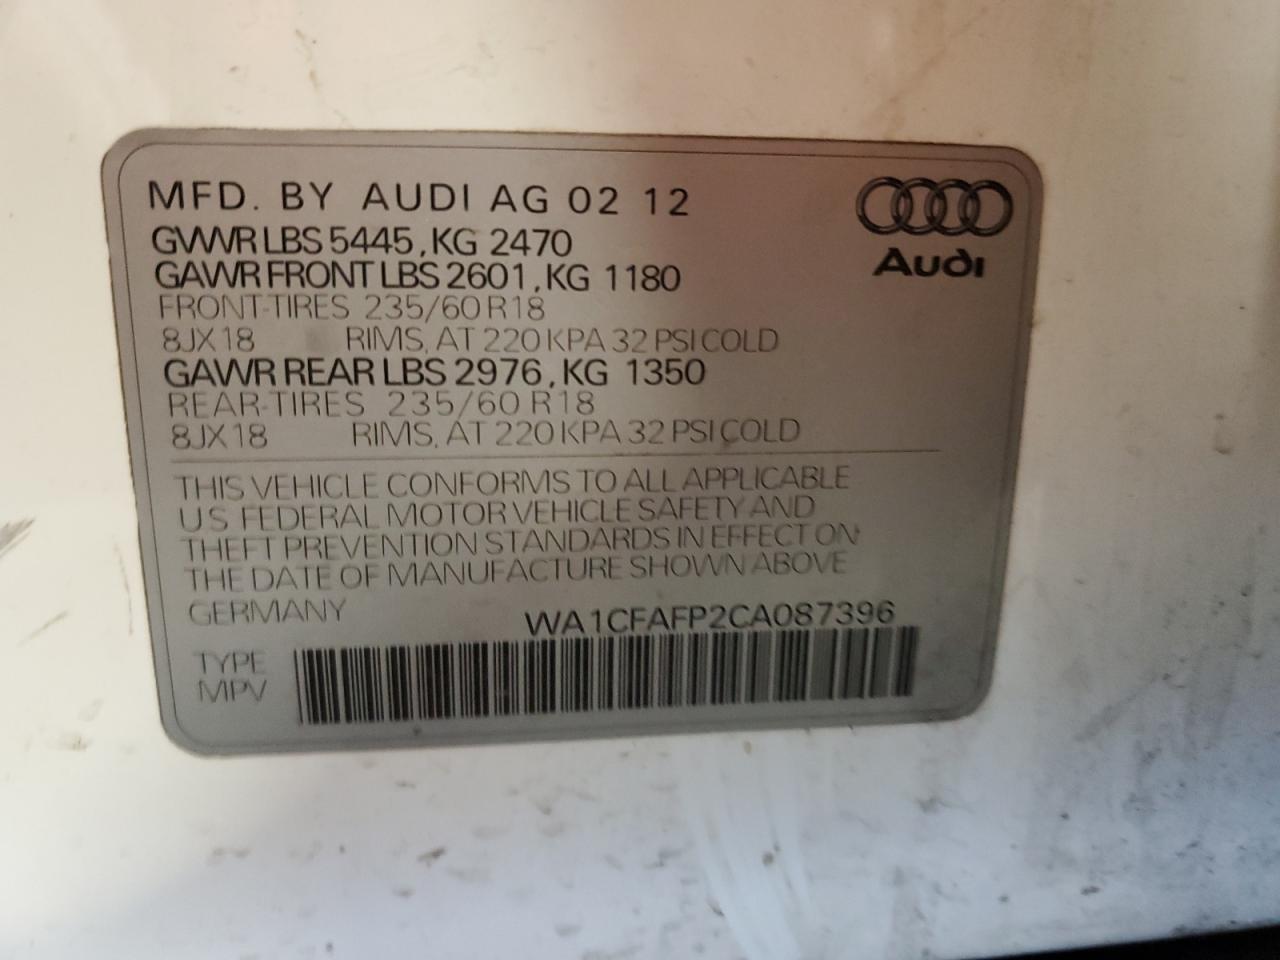 MFD. BY AUDI AG 02 12
GVWR LBS 5445, KG 2470
GAWR FRONT LBS 2601, KG 1180
FRONT-TIRES 235/60 R18
8JX18 RIMS, AT 220 KPA 32 PSI COLD
GAWR REAR LBS 2976, KG 1350
REAR-TIRES 235/60 R18
8JX18 RIMS, AT 220 KPA 32 PSI COLD
Audi
THIS VEHICLE CONFORMS TO ALL APPLICABLE
US FEDERAL MOTOR VEHICLE SAFETY AND
THEFT PREVENTION STANDARDS IN EFFECT ON
THE DATE OF MANUFACTURE SHOWN ABOVE
GERMANY WA1CFAFP2CA087396
TYPE
MPV